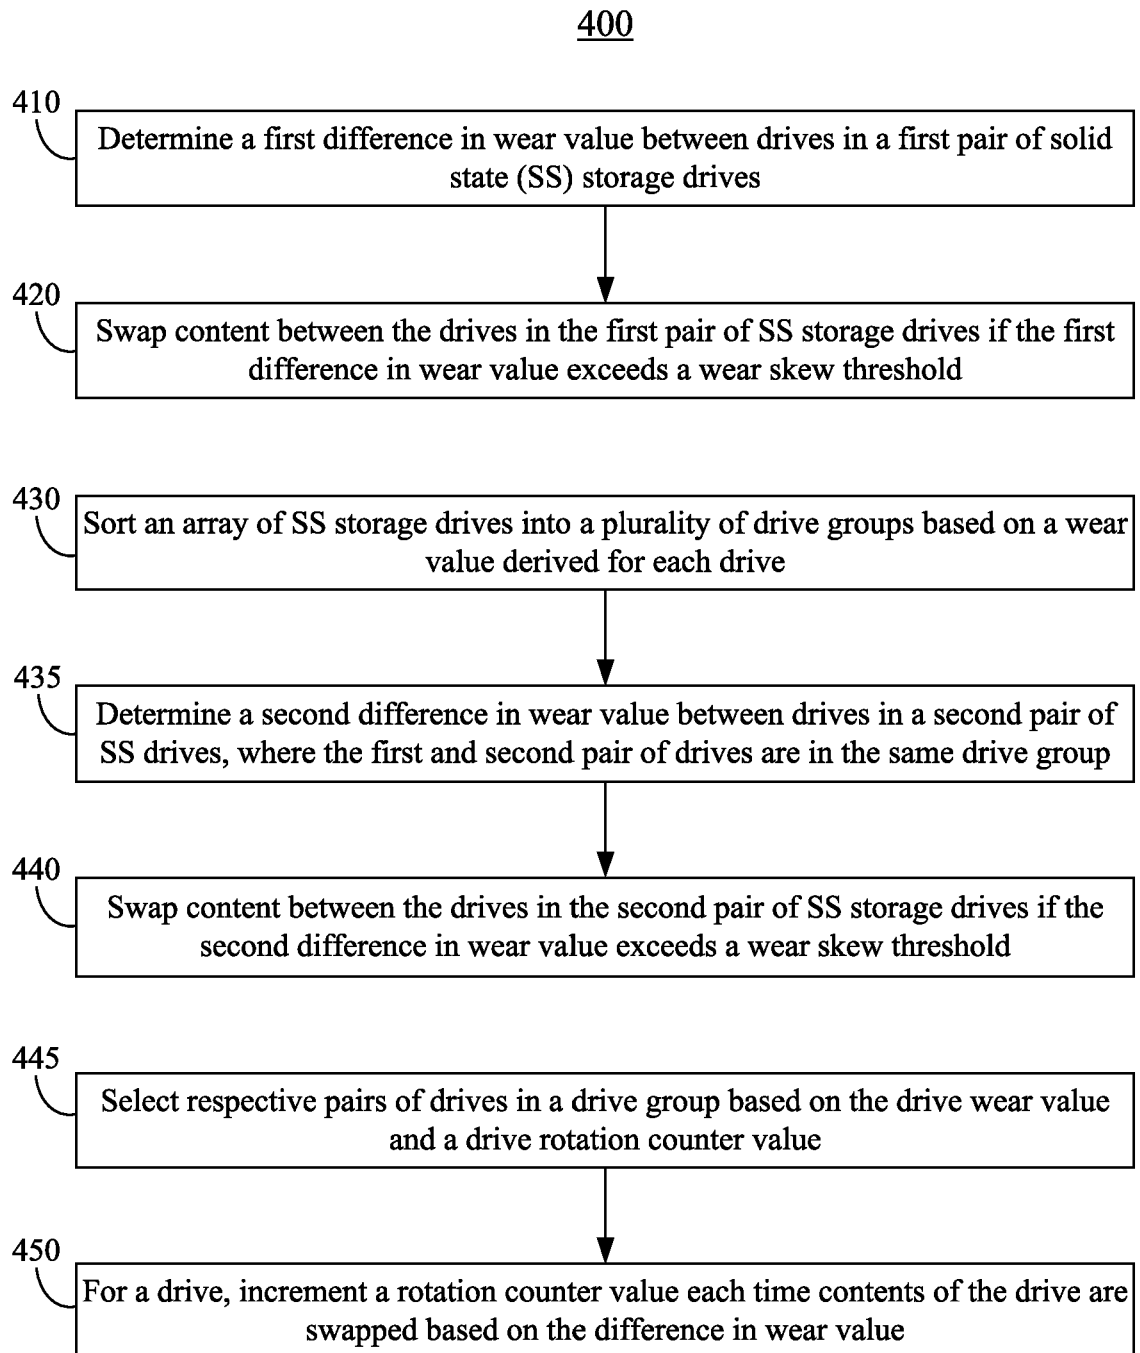 400
410
Determine a first difference in wear value between drives in a first pair of solid
state (SS) storage drives
420
Swap content between the drives in the first pair of SS storage drives if the first
difference in wear value exceeds a wear skew threshold
430
Sort an array of SS storage drives into a plurality of drive groups based on a wear
value derived for each drive
435
Determine a second difference in wear value between drives in a second pair of
SS drives, where the first and second pair of drives are in the same drive group
440
Swap content between the drives in the second pair of SS storage drives if the
second difference in wear value exceeds a wear skew threshold
445
Select respective pairs of drives in a drive group based on the drive wear value
and a drive rotation counter value
450
For a drive, increment a rotation counter value each time contents of the drive are
swapped based on the difference in wear value